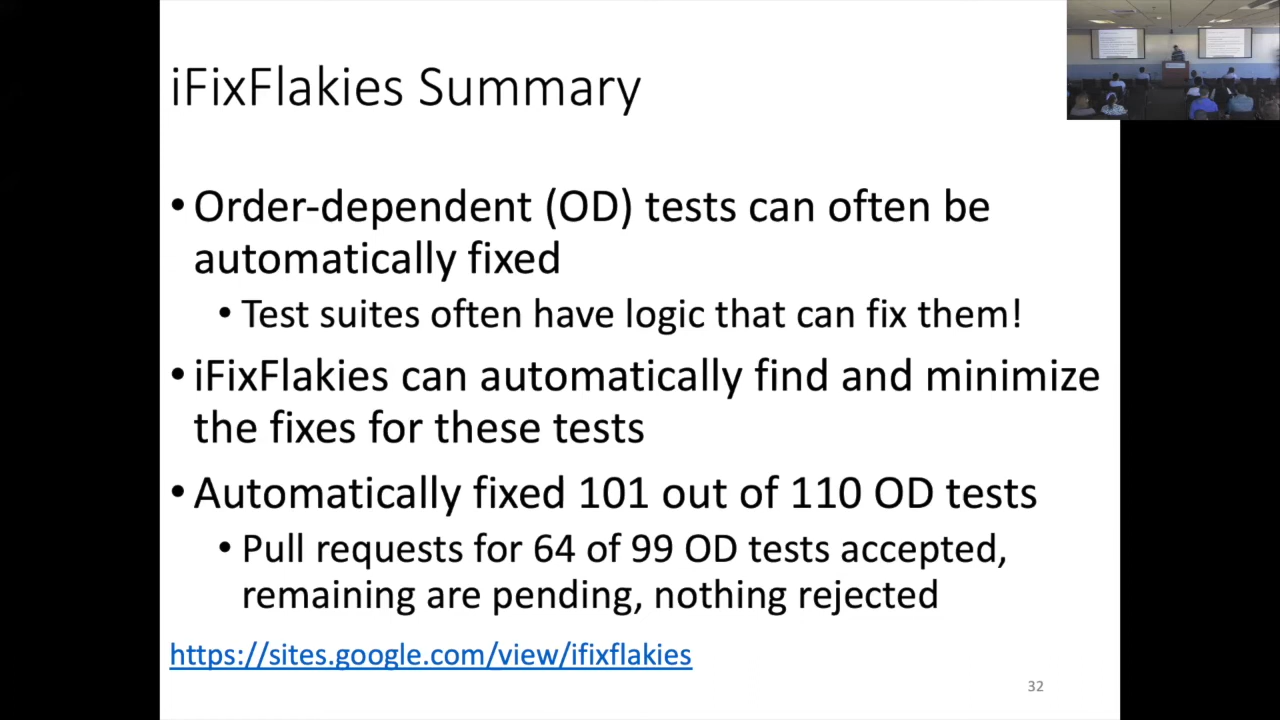 iFixFlakies Summary
• Order-dependent (OD) tests can often be
automatically fixed
• Test suites often have logic that can fix them!
• iFixFlakies can automatically find and minimize
the fixes for these tests
• Automatically fixed 101 out of 110 OD tests
• Pull requests for 64 of 99 OD tests accepted,
remaining are pending, nothing rejected
https://sites.google.com/view/ifixflakies
32